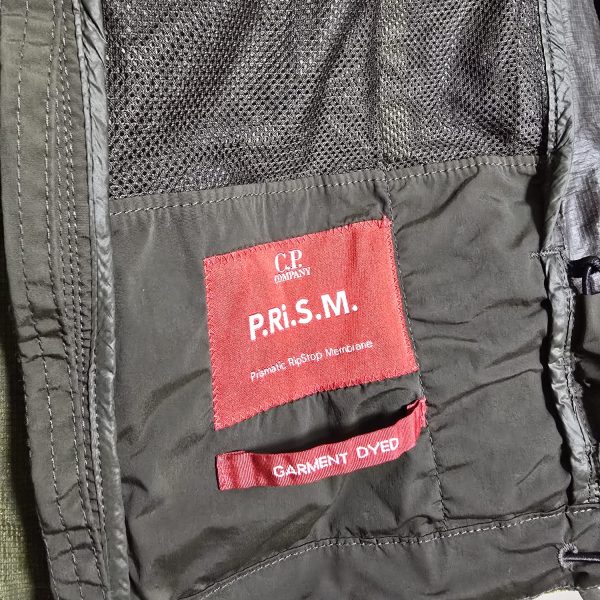 C.P.
COMPANY
P.Ri.S.M.
Prismatic RipStop Membrane
GARMENT DYED